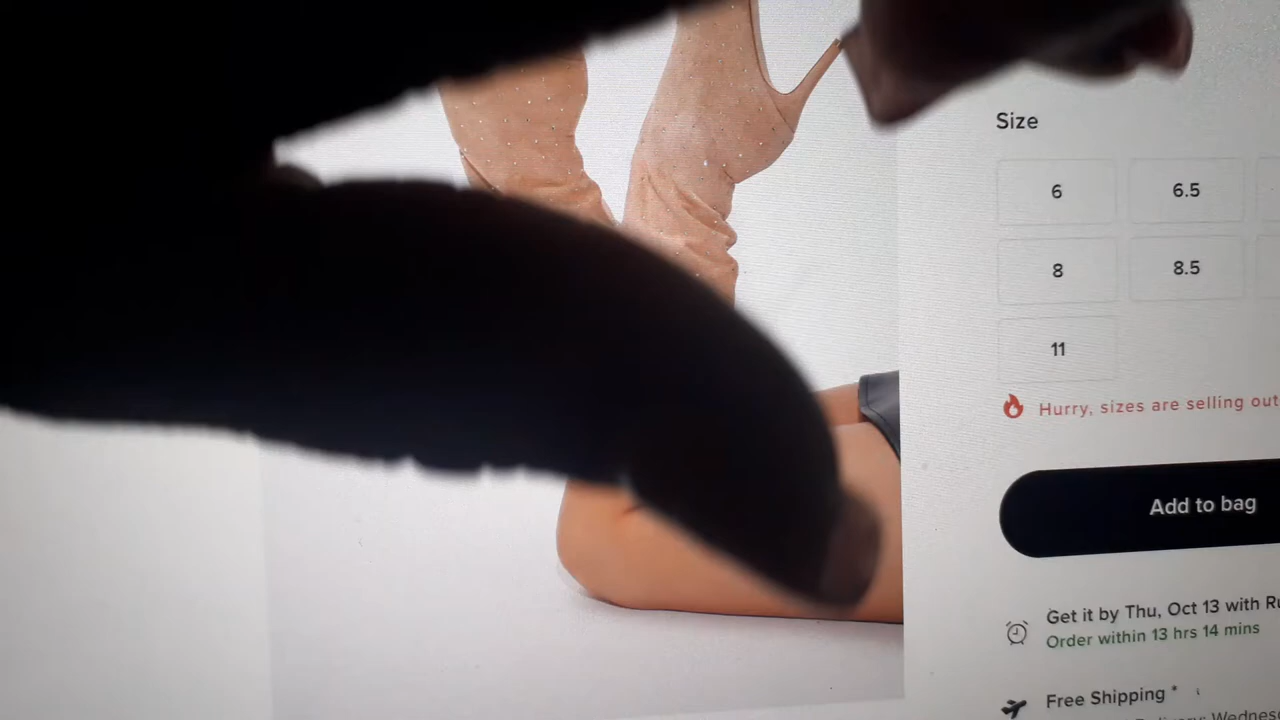 Size
6
6.5
8
8.5
11
Hurry, sizes are selling out
Add to bag
Get it by Thu, Oct 13 with
Order within 13 hrs 14 mins
Free Shipping *